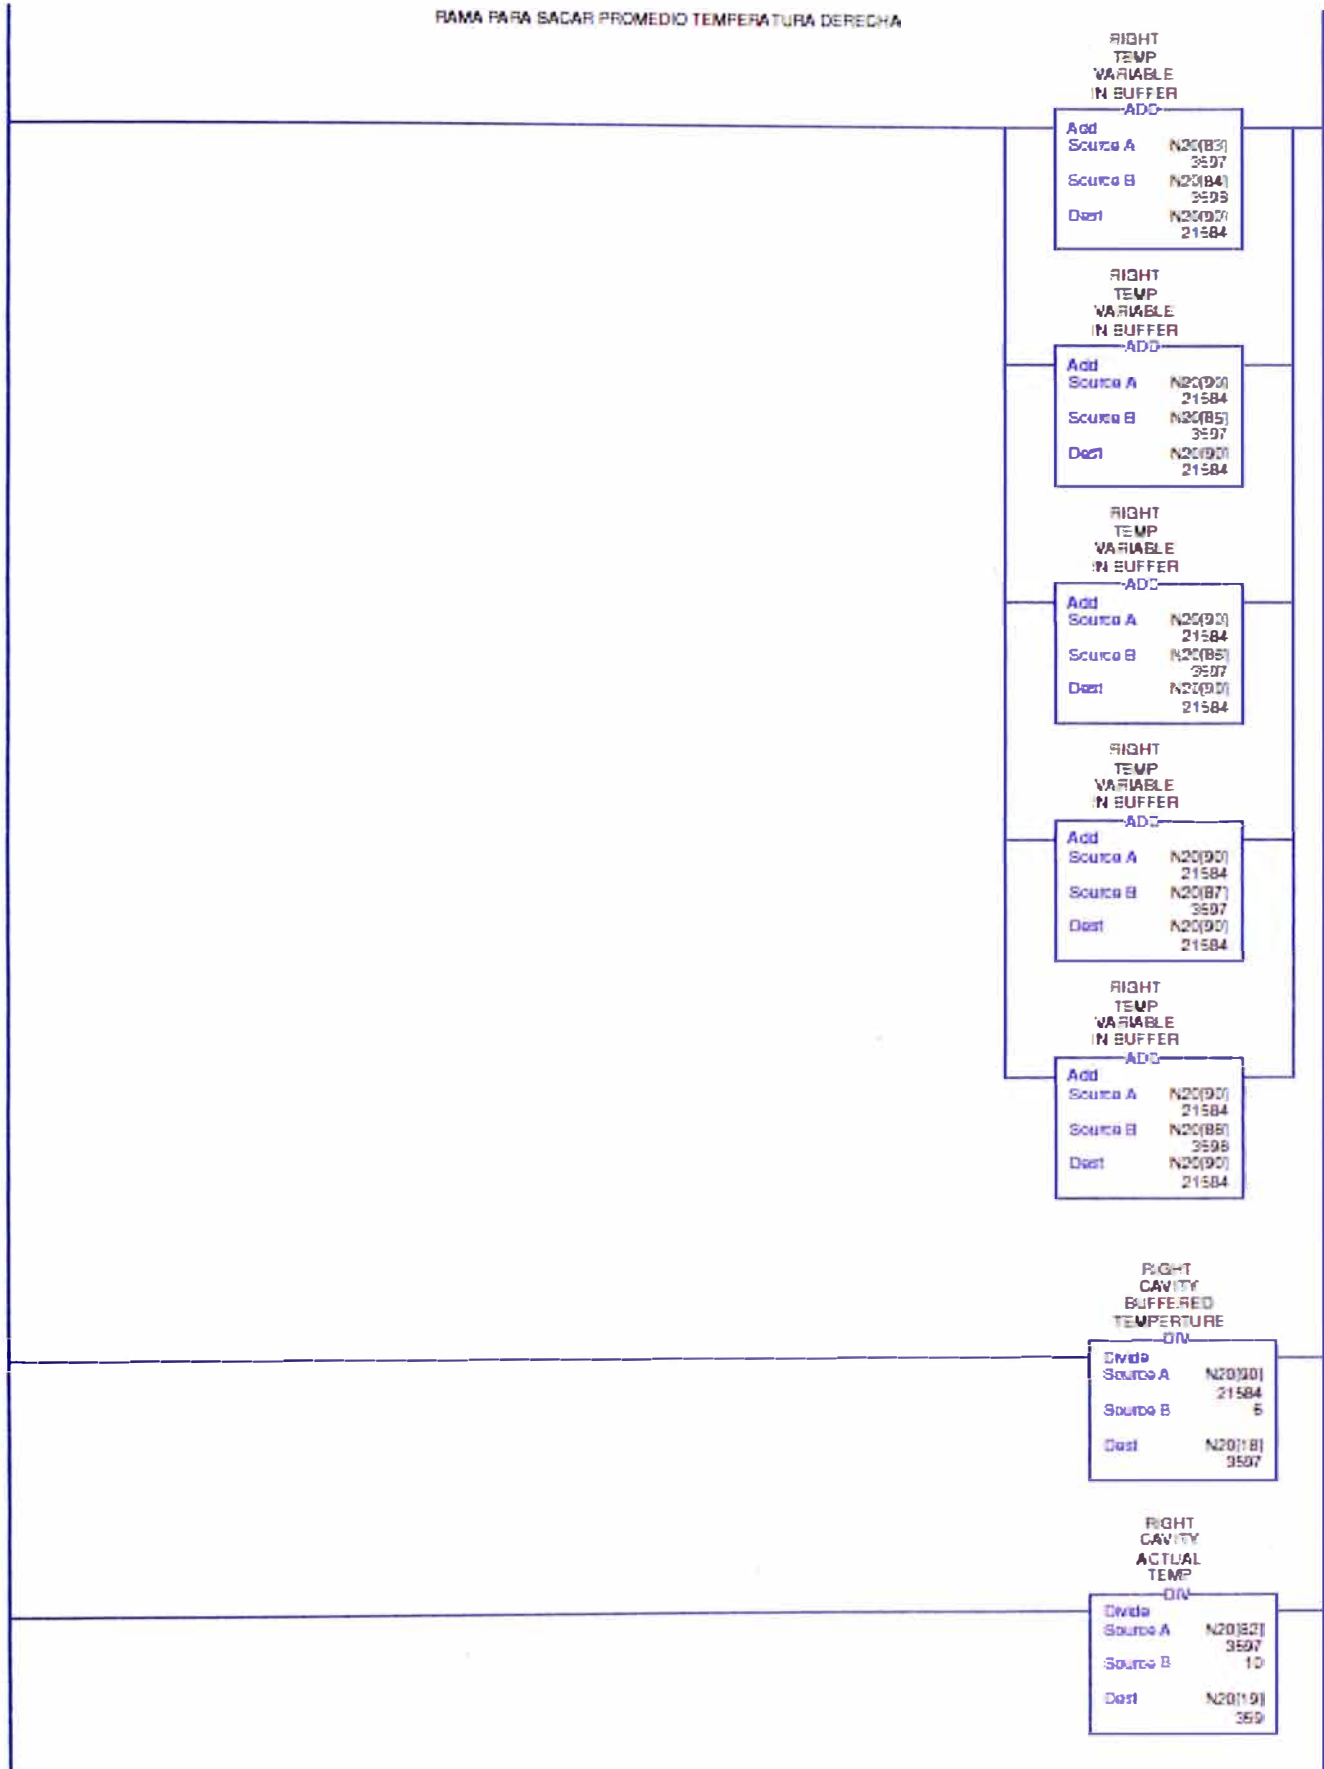 RAMA PARA SACAR PROMEDIO TEMPERATURA DERECHA
RIGHT
TEMP
VARIABLE
IN BUFFER
ADD
Add
Source A N20[83]
3597
Source B N20[84]
3598
Dest N20[90]
21584
RIGHT
TEMP
VARIABLE
IN BUFFER
ADD
Add
Source A N20[90]
21584
Source B N20[85]
3597
Dest N20[90]
21584
RIGHT
TEMP
VARIABLE
IN BUFFER
ADD
Add
Source A N20[90]
21584
Source B N20[86]
3597
Dest N20[90]
21584
RIGHT
TEMP
VARIABLE
IN BUFFER
ADD
Add
Source A N20[90]
21584
Source B N20[87]
3597
Dest N20[90]
21584
RIGHT
TEMP
VARIABLE
IN BUFFER
ADD
Add
Source A N20[90]
21584
Source B N20[88]
3598
Dest N20[90]
21584
RIGHT
CAVITY
BUFFERED
TEMPERTURE
DIV
Divide
Source A N20[90]
21584
Source B 6
Dest N20[18]
3597
RIGHT
CAVITY
ACTUAL
TEMP
DIV
Divide
Source A N20[82]
3597
Source B 10
Dest N20[19]
359